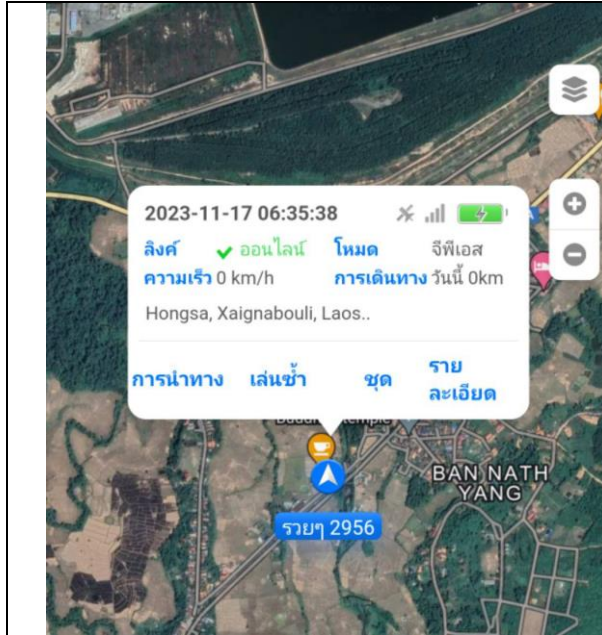 2023-11-17 06:35:38
ลิงค์ ออนไลน์ โหมด จีพีเอส
ความเร็ว 0 km/h การเดินทาง วันนี้ 0km
Hongsa, Xaignabouli, Laos..
การนำทาง เล่นซ้ำ ชุด ราย
ละเอียด
BAN NATH
YANG
รวยๆ 2956